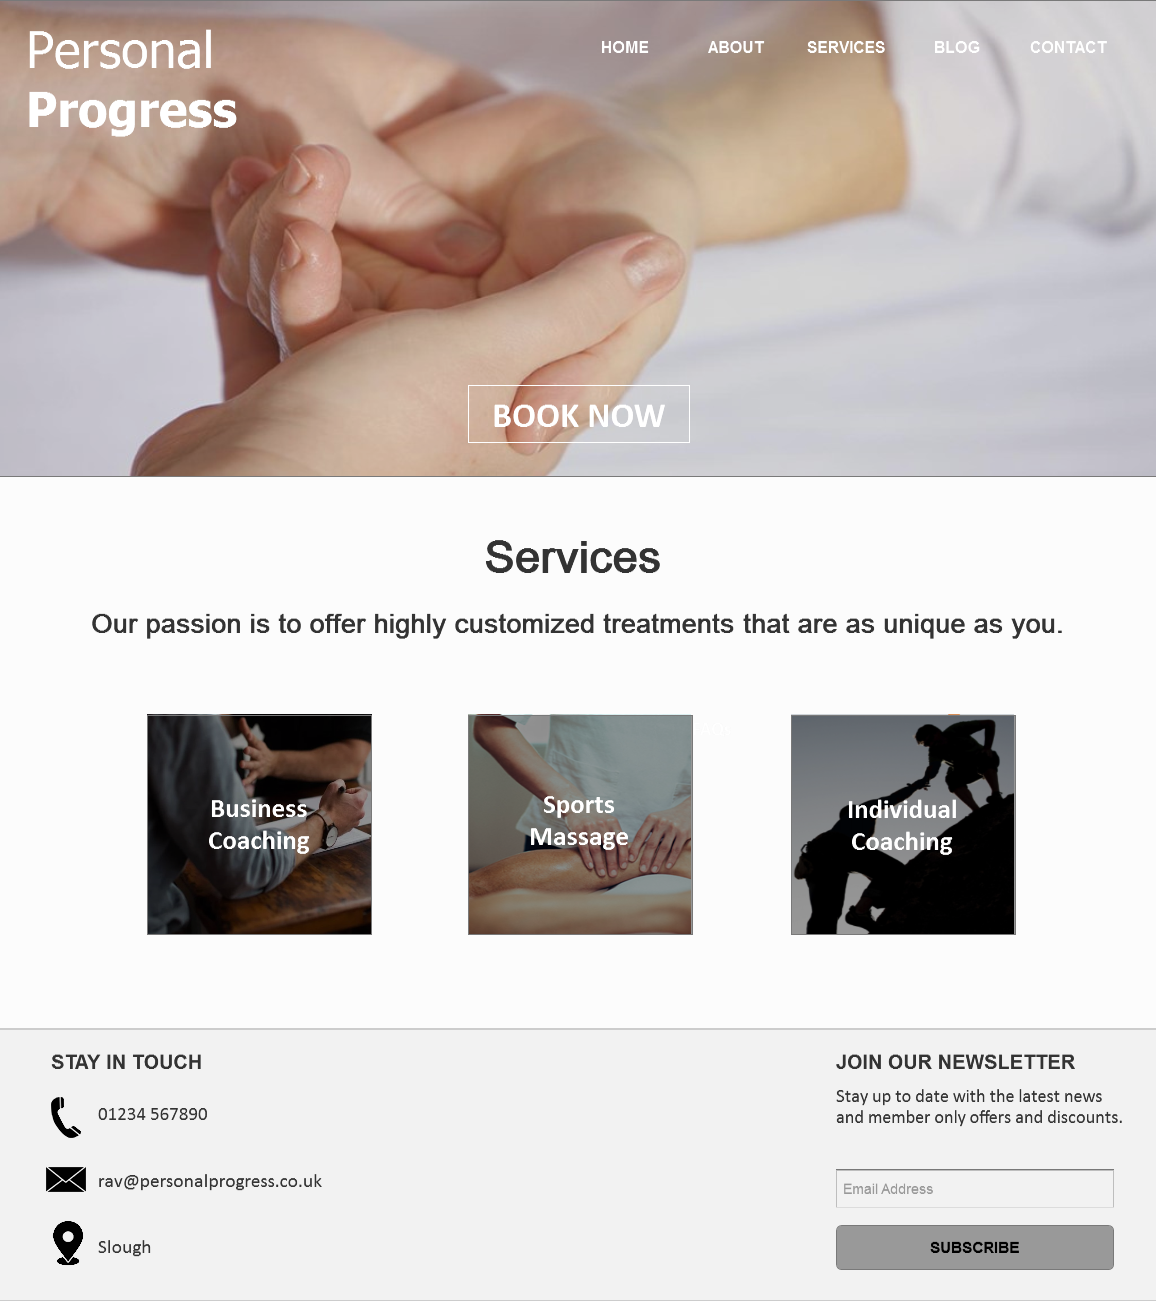 Personal
Progress
HOME ABOUT SERVICES BLOG CONTACT
BOOK NOW
Services
Our passion is to offer highly customized treatments that are as unique as you.
Business
Coaching
Sports
Massage
Individual
Coaching
STAY IN TOUCH
01234 567890
rav@personalprogress.co.uk
Slough
JOIN OUR NEWSLETTER
Stay up to date with the latest news
and member only offers and discounts.
Email Address
SUBSCRIBE